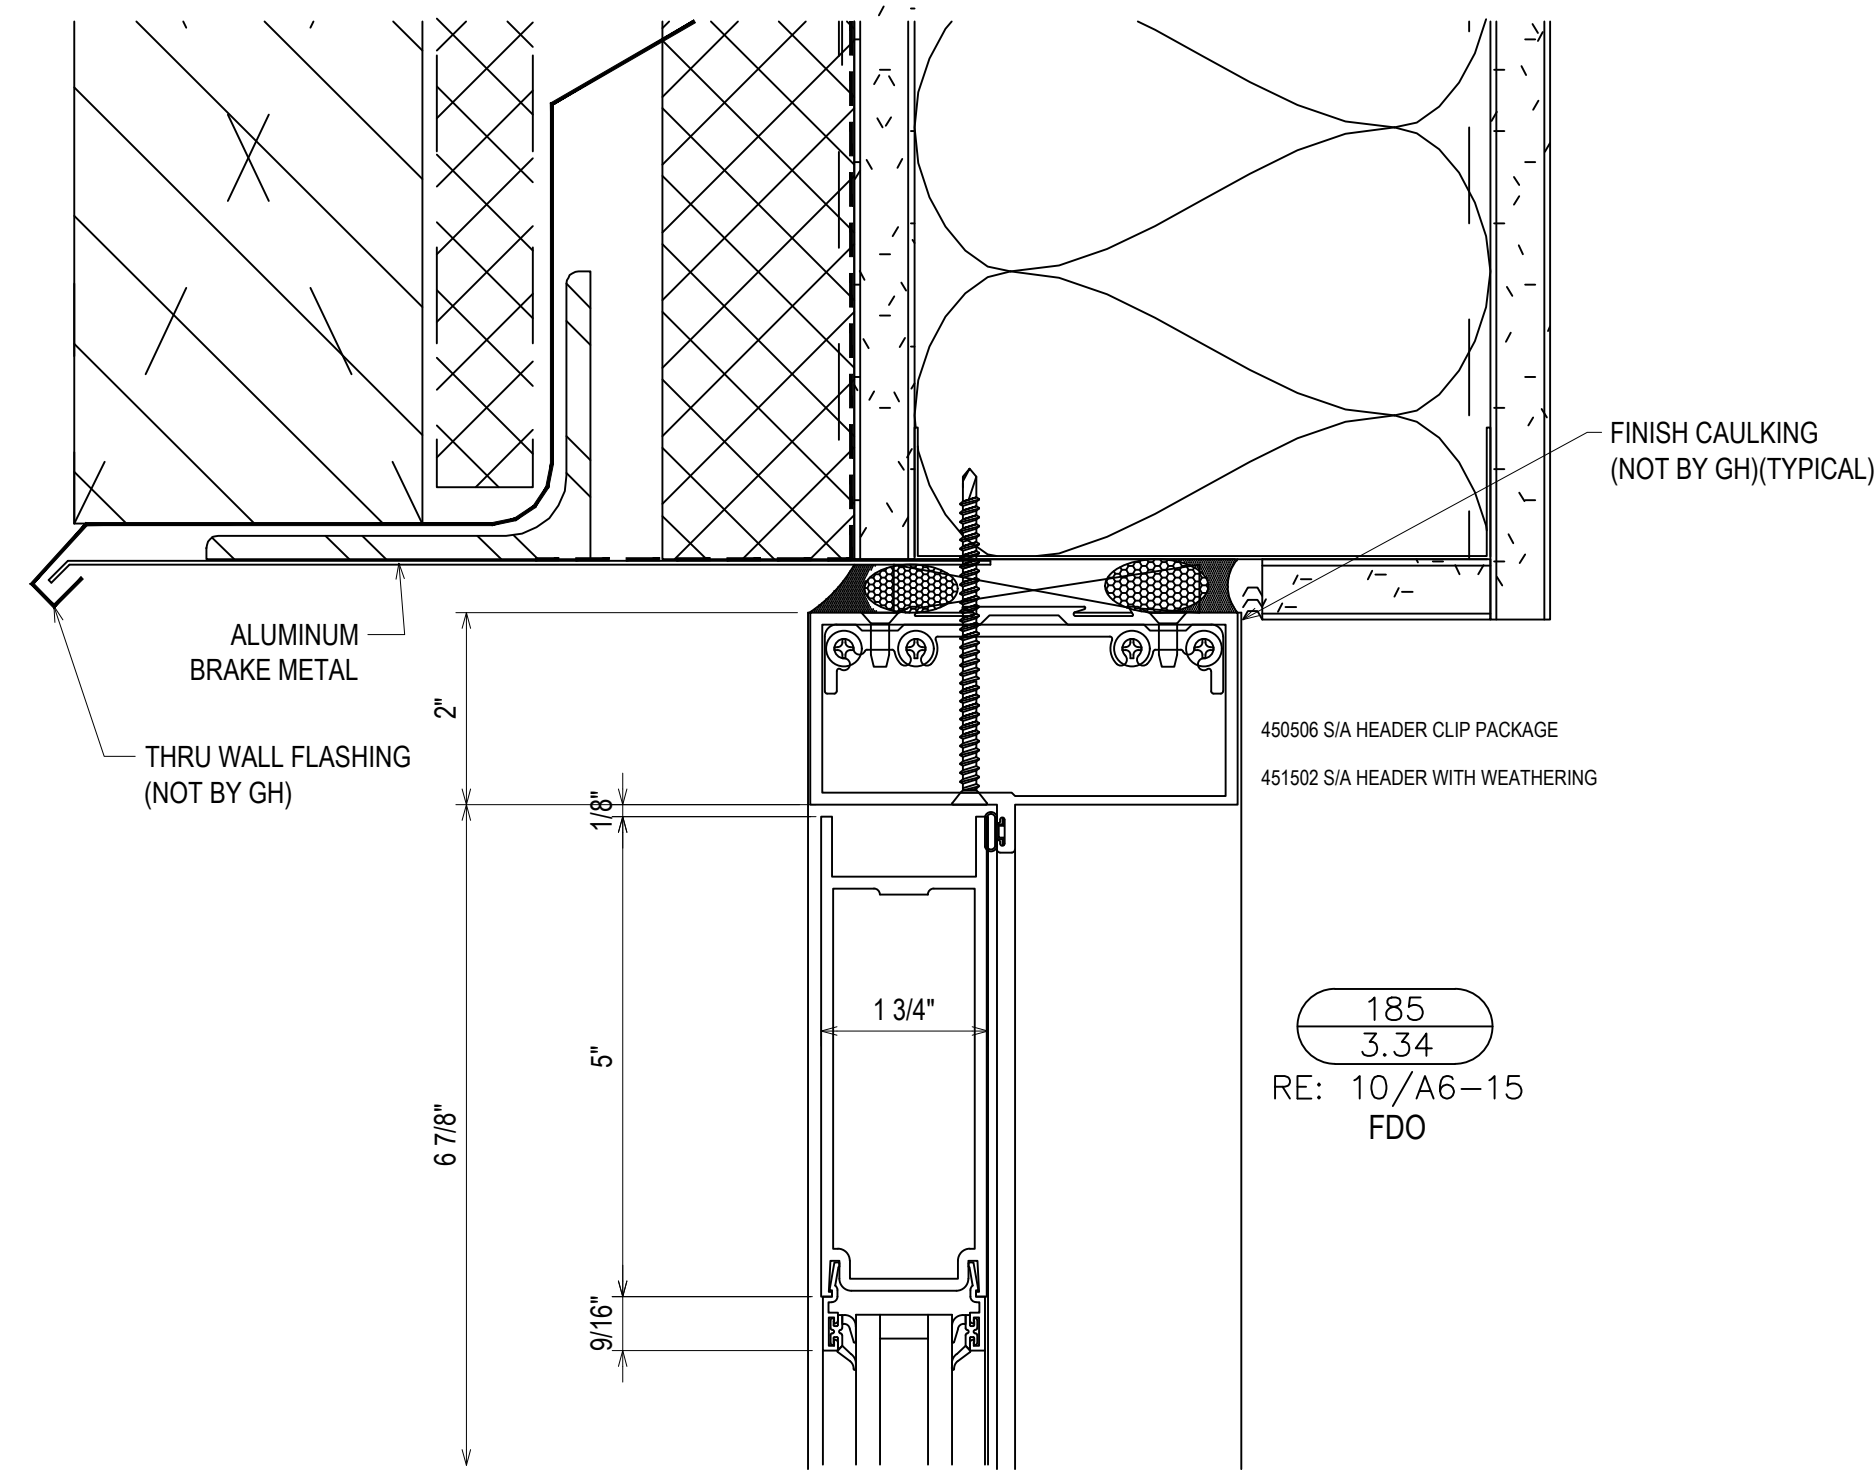 FINISH CAULKING
(NOT BY GH)(TYPICAL)
ALUMINUM
BRAKE METAL
2"
THRU WALL FLASHING
(NOT BY GH)
450506 S/A HEADER CLIP PACKAGE
451502 S/A HEADER WITH WEATHERING
1/8"
1 3/4"
5"
6 7/8"
9/16"
185
3.34
RE: 10/A6-15
FDO